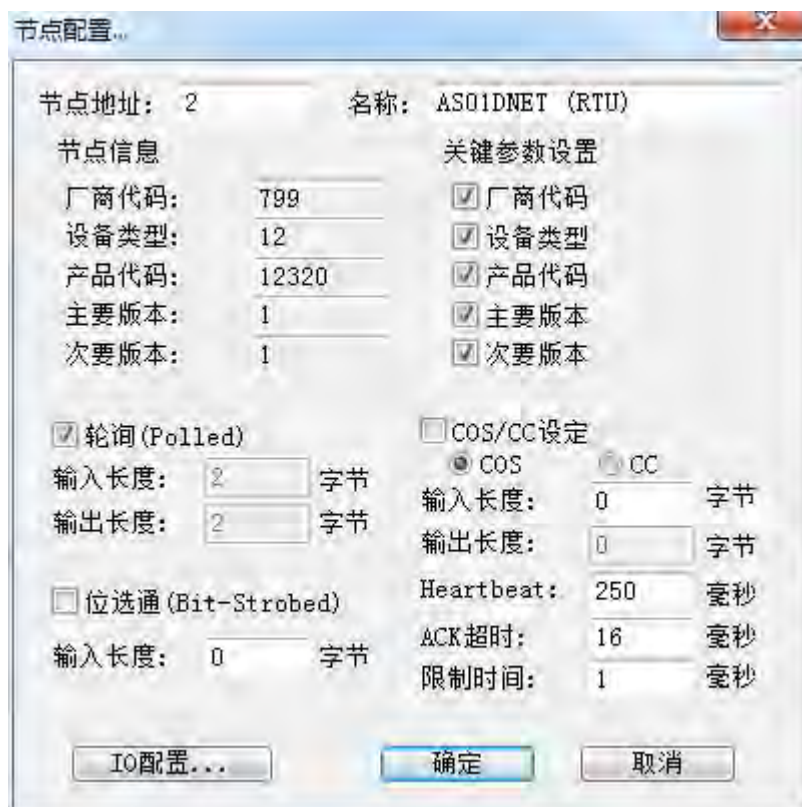 节点配置...
节点地址: 2 名称: AS01DNET (RTU)
节点信息 关键参数设置
厂商代码: 799 厂商代码
设备类型: 12 设备类型
产品代码: 12320 产品代码
主要版本: 1 主要版本
次要版本: 1 次要版本
轮询(Polled) COS/CC设定
COS CC
输入长度: 2 字节 输入长度: 0 字节
输出长度: 2 字节 输出长度: 0 字节
位选通(Bit-Strobed) Heartbeat: 250 毫秒
输入长度: 0 字节 ACK超时: 16 毫秒
限制时间: 1 毫秒
IO配置... 确定 取消